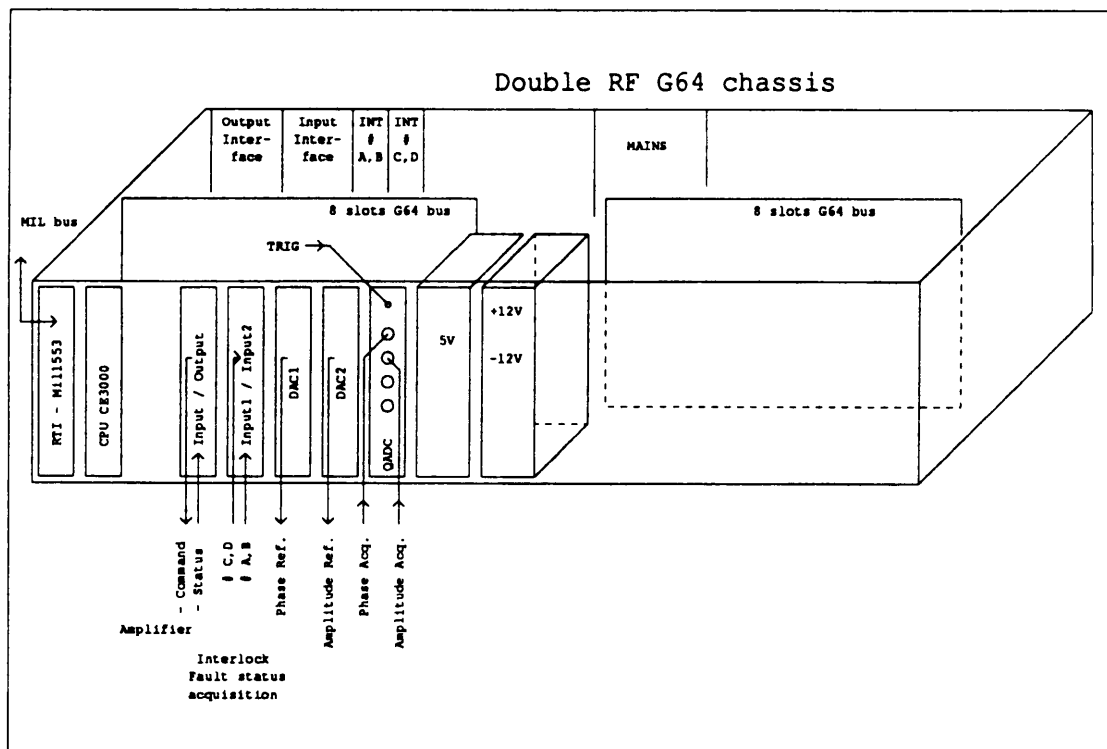 Double RF G64 chassis
Output
Inter-
face
Input
Inter-
face
INT
#
A,B
INT
#
C,D
MAINS
MIL bus
8 slots G64 bus
8 slots G64 bus
TRIG
RTI - Mil1553
CPU CE3000
Input / Output
Input1 / Input2
DAC1
DAC2
QADC
5V
+12V
-12V
- Command
- Status
Amplifier
# C,D
# A,B
Phase Ref.
Amplitude Ref.
Phase Acq.
Amplitude Acq.
Interlock
Fault status
acquisition